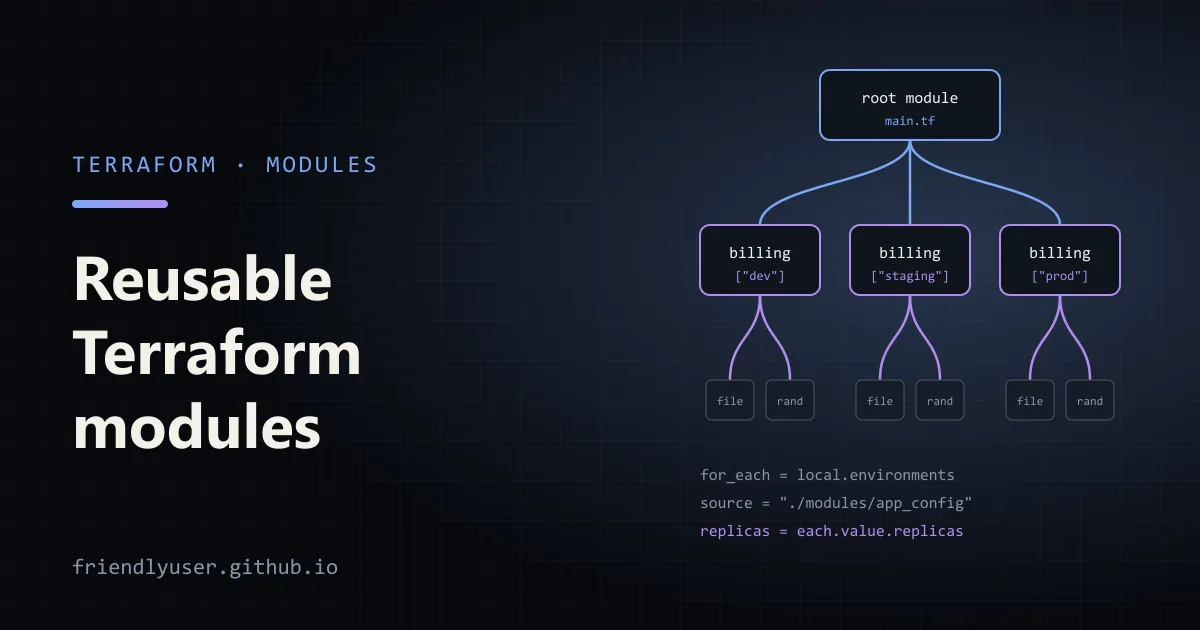 TERRAFORM · MODULES
Reusable
Terraform
modules
friendlyuser.github.io
root module
main.tf
billing
["dev"]
billing
["staging"]
billing
["prod"]
file
rand
file
rand
file
rand
for_each = local.environments
source = "./modules/app_config"
replicas = each.value.replicas